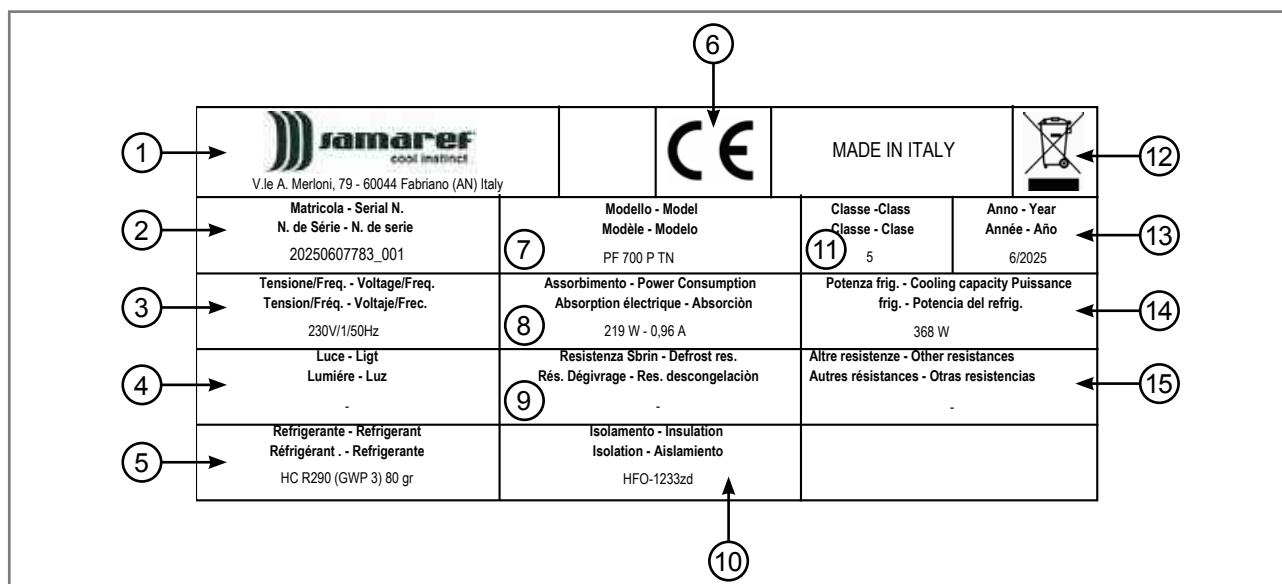 6
samaref
cool instinct
V.le A. Merloni, 79 - 60044 Fabriano (AN) Italy
CE
MADE IN ITALY
1
12
Matricola - Serial N.
N. de Série - N. de serie
20250607783_001
2
Modello - Model
Modèle - Modelo
PF 700 P TN
7
Classe -Class
Classe - Clase
5
11
Anno - Year
Année - Año
6/2025
13
Tensione/Freq. - Voltage/Freq.
Tension/Fréq. - Voltaje/Frec.
230V/1/50Hz
3
Assorbimento - Power Consumption
Absorption électrique - Absorciòn
219 W - 0,96 A
8
Potenza frig. - Cooling capacity Puissance
frig. - Potencia del refrig.
368 W
14
Luce - Ligt
Lumiére - Luz
-
4
Resistenza Sbrin - Defrost res.
Rés. Dégivrage - Res. descongelaciòn
-
9
Altre resistenze - Other resistances
Autres résistances - Otras resistencias
-
15
Refrigerante - Refrigerant
Réfrigérant . - Refrigerante
HC R290 (GWP 3) 80 gr
5
Isolamento - Insulation
Isolation - Aislamiento
HFO-1233zd
10